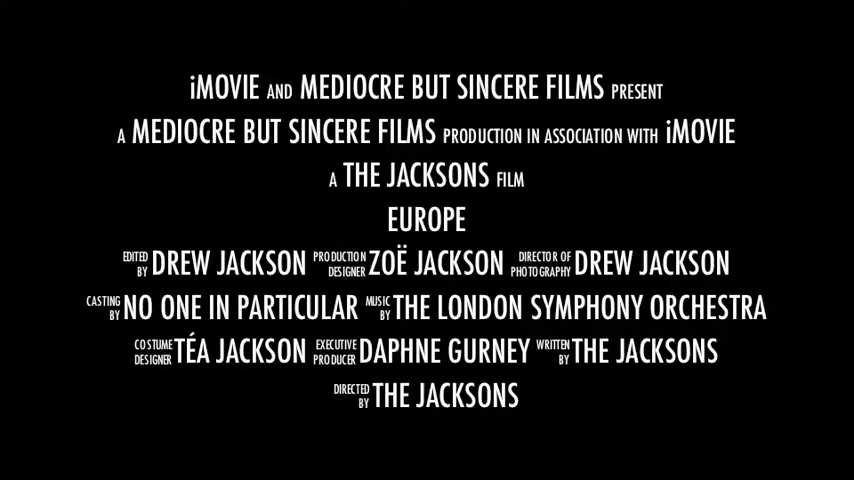 iMOVIE AND MEDIOCRE BUT SINCERE FILMS PRESENT
A MEDIOCRE BUT SINCERE FILMS PRODUCTION IN ASSOCIATION WITH iMOVIE
A THE JACKSONS FILM
EUROPE
EDITED BY DREW JACKSON PRODUCTION DESIGNER ZOË JACKSON DIRECTOR OF PHOTOGRAPHY DREW JACKSON
CASTING BY NO ONE IN PARTICULAR MUSIC BY THE LONDON SYMPHONY ORCHESTRA
COSTUME DESIGNER TÉA JACKSON EXECUTIVE PRODUCER DAPHNE GURNEY WRITTEN BY THE JACKSONS
DIRECTED BY THE JACKSONS